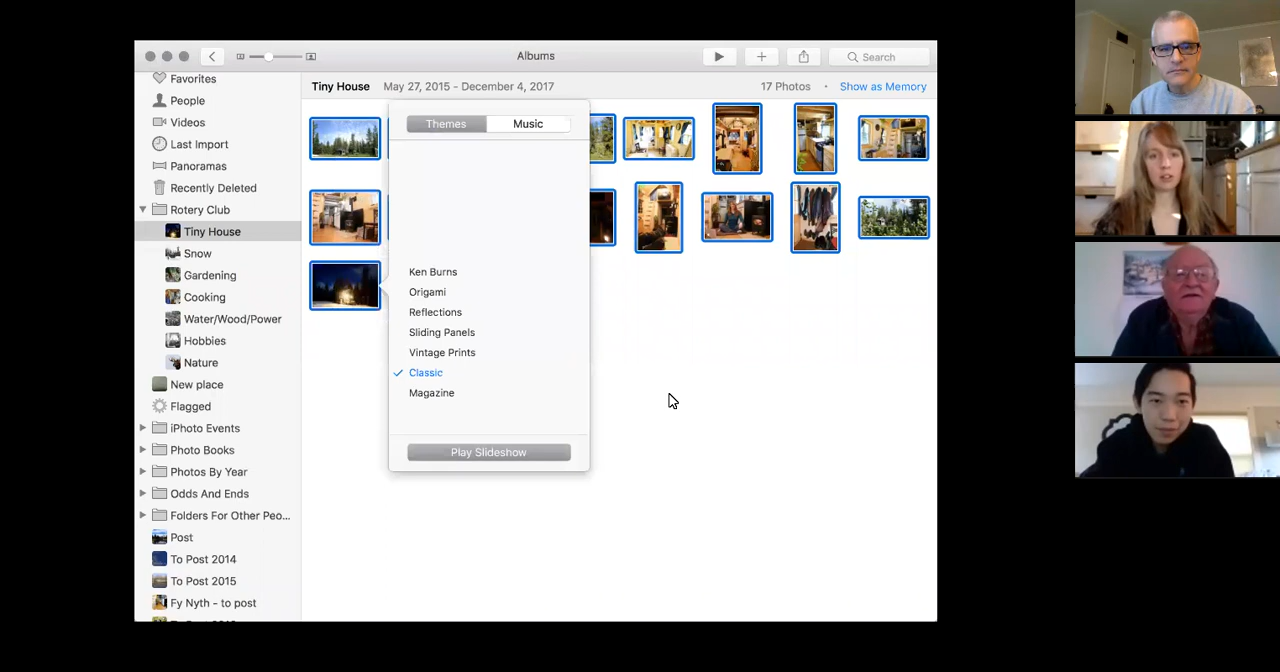 Albums
Search
Favorites
People
Videos
Last Import
Panoramas
Recently Deleted
Rotery Club
Tiny House
Snow
Gardening
Cooking
Water/Wood/Power
Hobbies
Nature
New place
Flagged
iPhoto Events
Photo Books
Photos By Year
Odds And Ends
Folders For Other Peo...
Post
To Post 2014
To Post 2015
Fy Nyth - to post
Tiny House May 27, 2015 - December 4, 2017 17 Photos · Show as Memory
Themes Music
Ken Burns
Origami
Reflections
Sliding Panels
Vintage Prints
Classic
Magazine
Play Slideshow